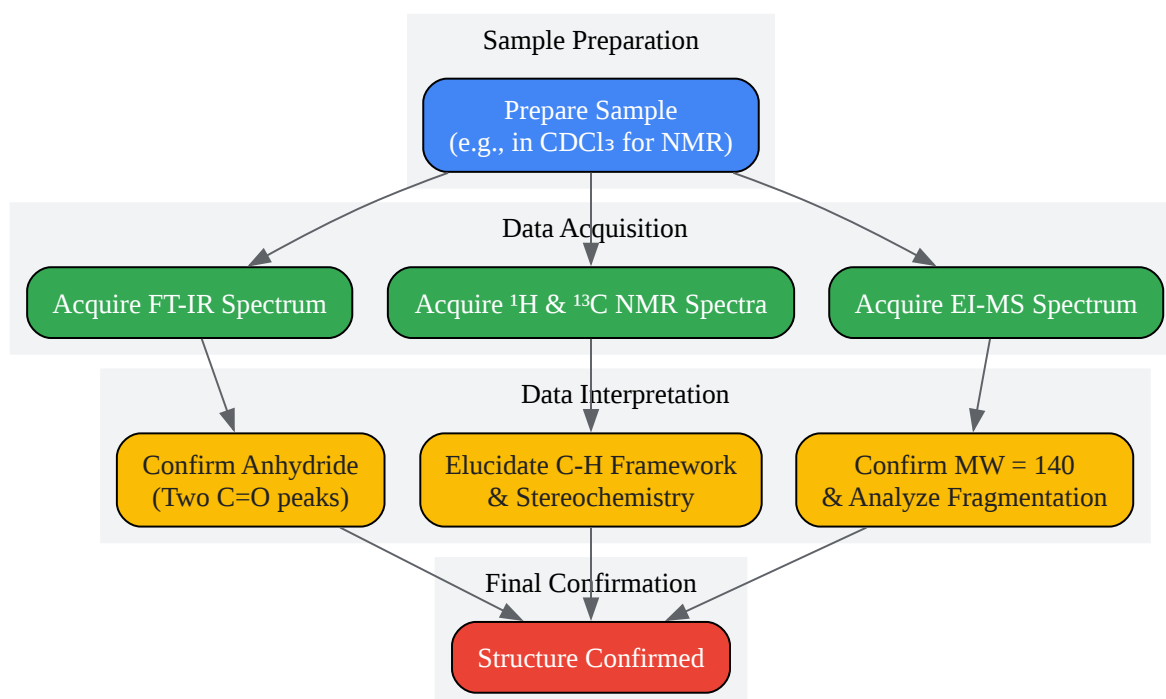 Sample Preparation
Prepare Sample
(e.g., in CDCl₃ for NMR)
Data Acquisition
Acquire FT-IR Spectrum
Acquire ¹H & ¹³C NMR Spectra
Acquire EI-MS Spectrum
Data Interpretation
Confirm Anhydride
(Two C=O peaks)
Elucidate C-H Framework
& Stereochemistry
Confirm MW = 140
& Analyze Fragmentation
Final Confirmation
Structure Confirmed